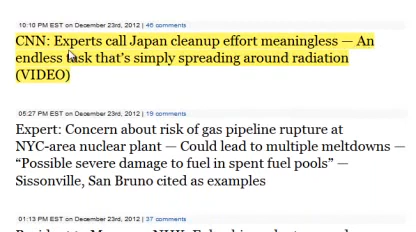 10:10 PM EST on December 23rd, 2012 | 46 comments
CNN: Experts call Japan cleanup effort meaningless — An
endless task that's simply spreading around radiation
(VIDEO)
05:27 PM EST on December 23rd, 2012 | 19 comments
Expert: Concern about risk of gas pipeline rupture at
NYC-area nuclear plant — Could lead to multiple meltdowns —
“Possible severe damage to fuel in spent fuel pools” —
Sissonville, San Bruno cited as examples
01:13 PM EST on December 23rd, 2012 | 37 comments